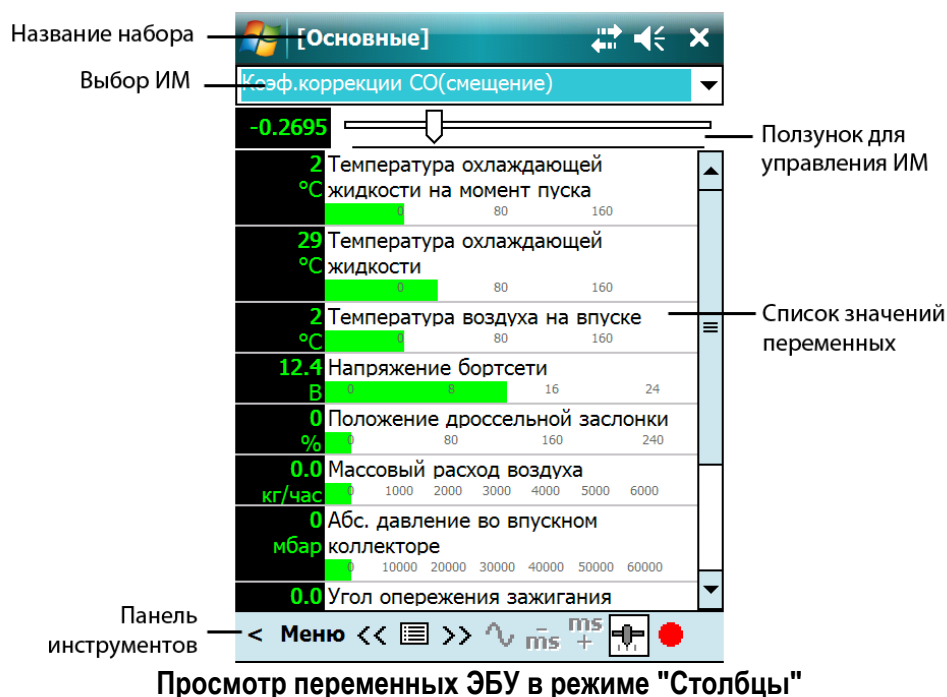 Название набора
[Основные]
Выбор ИМ
Коэф.коррекции CO(смещение)
-0.2695
Ползунок для
управления ИМ
2 Температура охлаждающей
°C жидкости на момент пуска
0 80 160
29 Температура охлаждающей
°C жидкости
0 80 160
2 Температура воздуха на впуске
°C 0 80 160
Список значений
переменных
12.4 Напряжение бортсети
В 0 8 16 24
0 Положение дроссельной заслонки
% 0 80 160 240
0.0 Массовый расход воздуха
кг/час 0 1000 2000 3000 4000 5000 6000
0 Абс. давление во впускном
мбар коллекторе
0 10000 20000 30000 40000 50000 60000
0.0 Угол опережения зажигания
Панель
инструментов
< Меню << >> ms - ms +
Просмотр переменных ЭБУ в режиме "Столбцы"